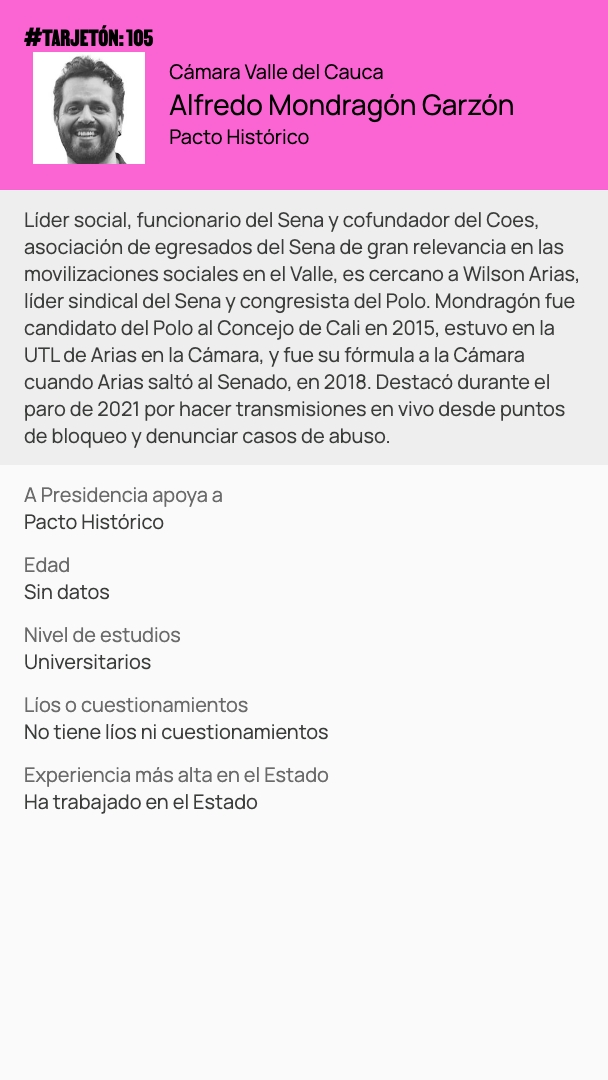 #TARJETÓN: 105
Cámara Valle del Cauca
Alfredo Mondragón Garzón
Pacto Histórico
Líder social, funcionario del Sena y cofundador del Coes,
asociación de egresados del Sena de gran relevancia en las
movilizaciones sociales en el Valle, es cercano a Wilson Arias,
líder sindical del Sena y congresista del Polo. Mondragón fue
candidato del Polo al Concejo de Cali en 2015, estuvo en la
UTL de Arias en la Cámara, y fue su fórmula a la Cámara
cuando Arias saltó al Senado, en 2018. Destacó durante el
paro de 2021 por hacer transmisiones en vivo desde puntos
de bloqueo y denunciar casos de abuso.
A Presidencia apoya a
Pacto Histórico
Edad
Sin datos
Nivel de estudios
Universitarios
Líos o cuestionamientos
No tiene líos ni cuestionamientos
Experiencia más alta en el Estado
Ha trabajado en el Estado